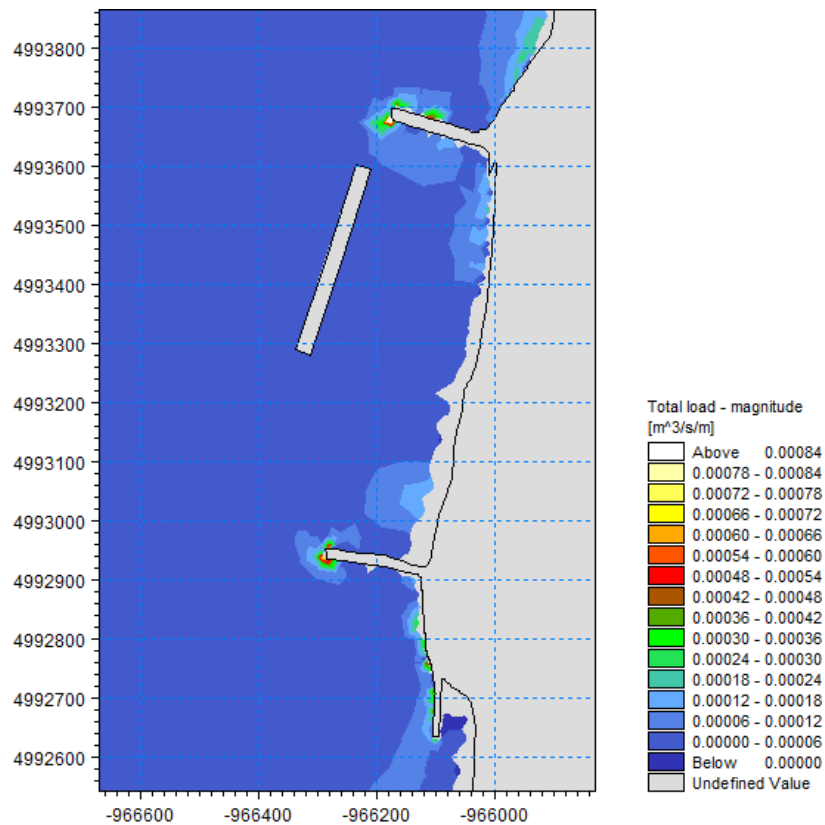 4993800
4993700
4993600
4993500
4993400
4993300
4993200
4993100
4993000
4992900
4992800
4992700
4992600
-966600
-966400
-966200
-966000
Total load - magnitude
[m^3/s/m]
Above 0.00084
0.00078 - 0.00084
0.00072 - 0.00078
0.00066 - 0.00072
0.00060 - 0.00066
0.00054 - 0.00060
0.00048 - 0.00054
0.00042 - 0.00048
0.00036 - 0.00042
0.00030 - 0.00036
0.00024 - 0.00030
0.00018 - 0.00024
0.00012 - 0.00018
0.00006 - 0.00012
0.00000 - 0.00006
Below 0.00000
Undefined Value